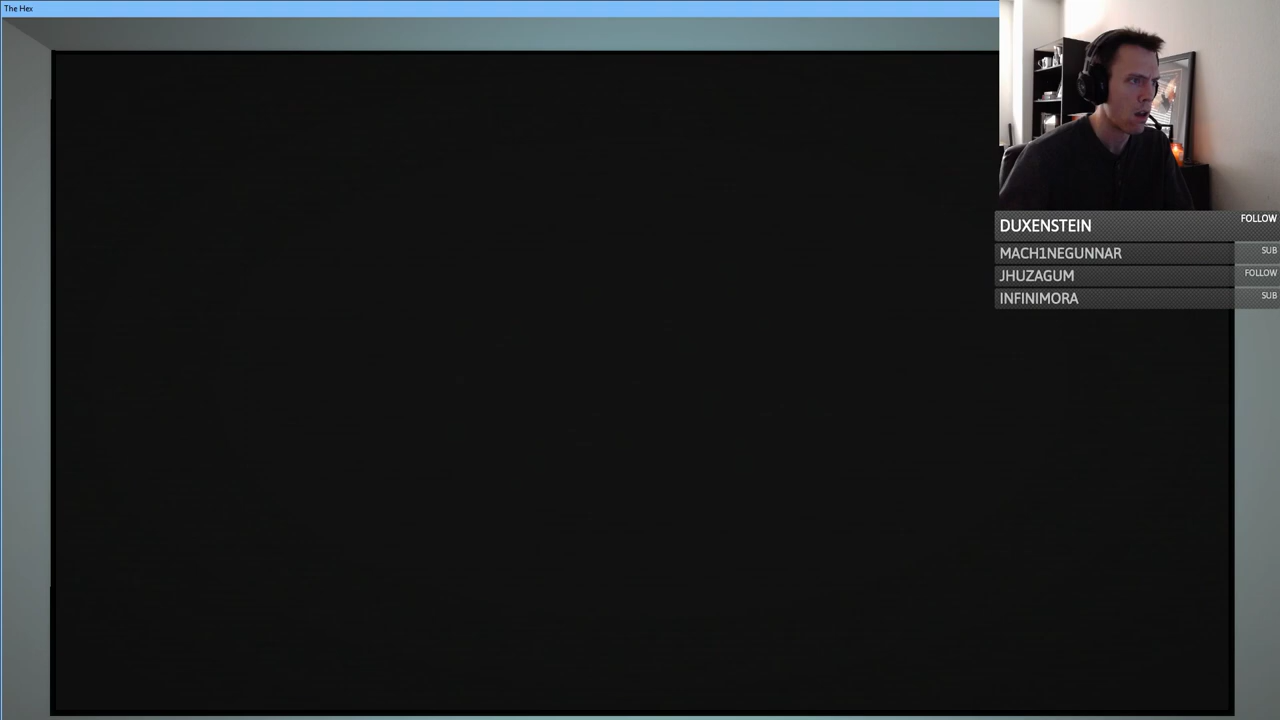 The Hex
DUXENSTEIN FOLLOW
MACH1NEGUNNAR SUB
JHUZAGUM FOLLOW
INFINIMORA SUB